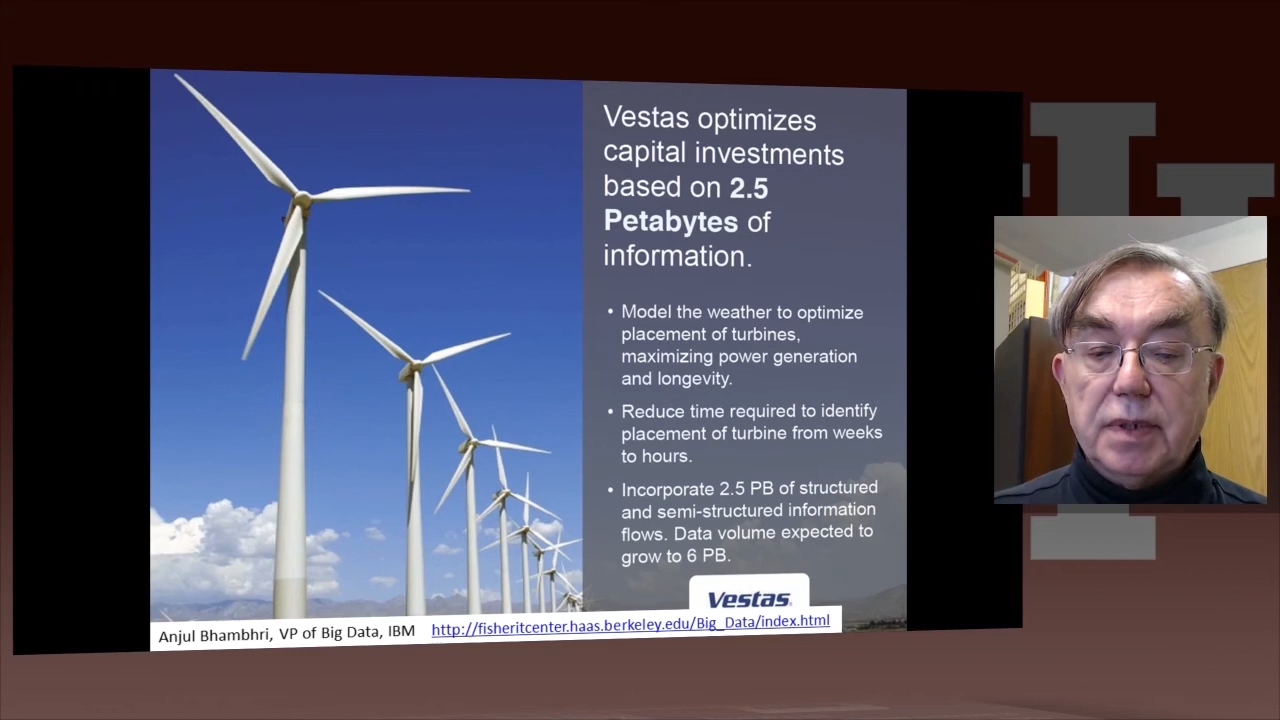 Vestas optimizes
capital investments
based on 2.5
Petabytes of
information.
• Model the weather to optimize
placement of turbines,
maximizing power generation
and longevity.
• Reduce time required to identify
placement of turbine from weeks
to hours.
• Incorporate 2.5 PB of structured
and semi-structured information
flows. Data volume expected to
grow to 6 PB.
Vestas
Anjul Bhambhri, VP of Big Data, IBM http://fisheritcenter.haas.berkeley.edu/Big_Data/index.html